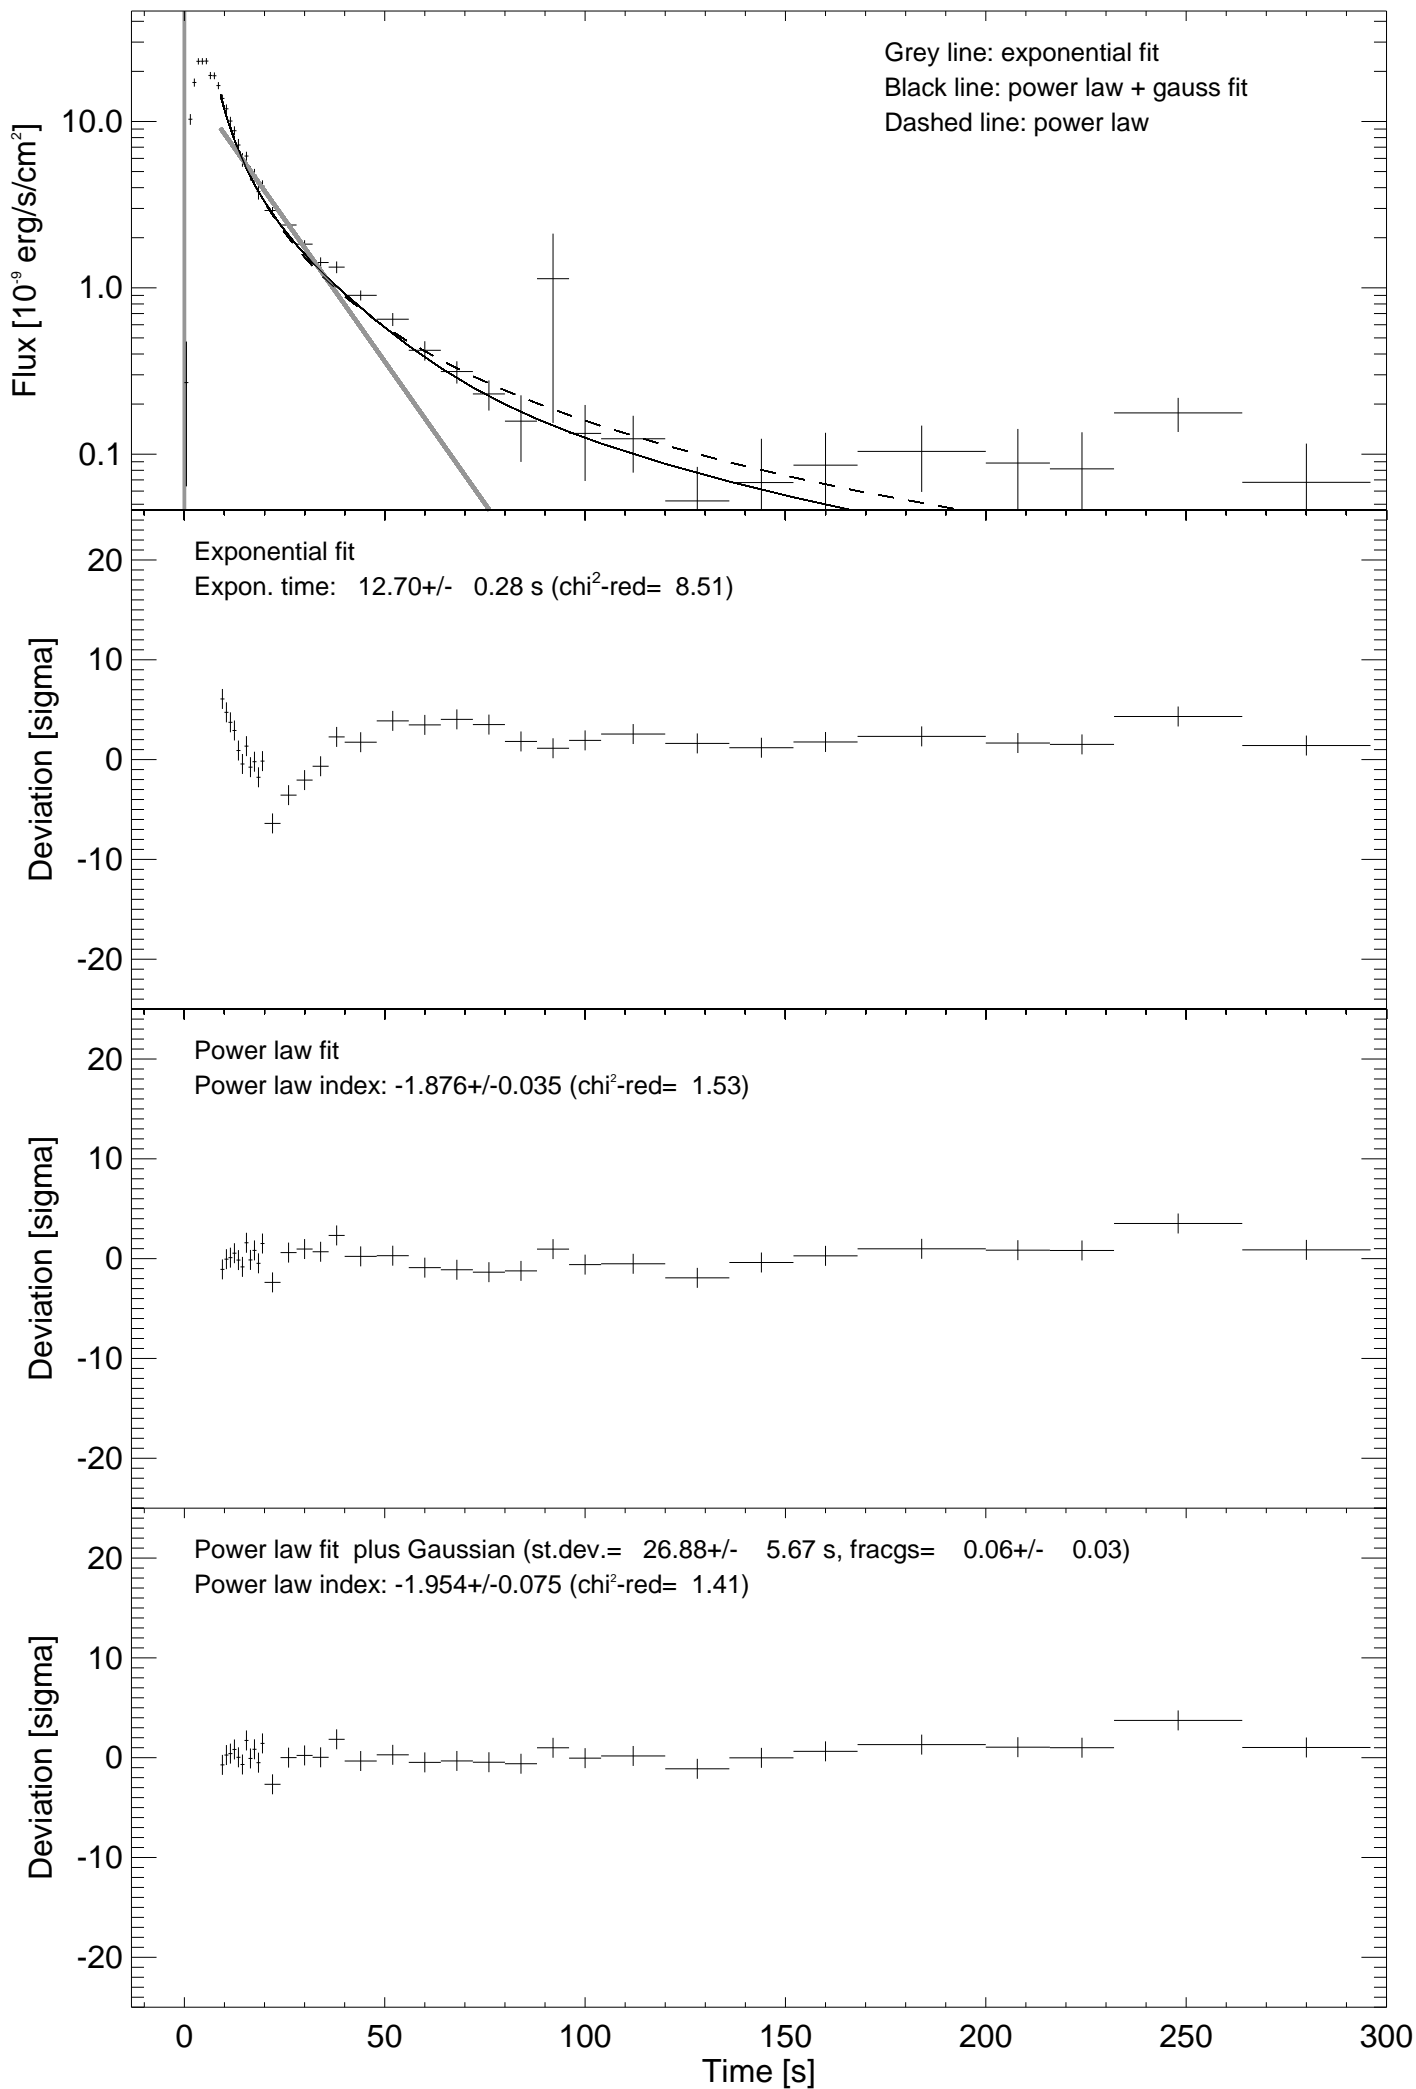 Grey line: exponential fit
Black line: power law + gauss fit
Dashed line: power law
10.0
1.0
0.1
Flux [10⁻⁹ erg/s/cm²]
Exponential fit
Expon. time: 12.70+/- 0.28 s (chi²-red= 8.51)
20
10
0
-10
-20
Deviation [sigma]
Power law fit
Power law index: -1.876+/-0.035 (chi²-red= 1.53)
20
10
0
-10
-20
Deviation [sigma]
Power law fit plus Gaussian (st.dev.= 26.88+/- 5.67 s, fracgs= 0.06+/- 0.03)
Power law index: -1.954+/-0.075 (chi²-red= 1.41)
20
10
0
-10
-20
Deviation [sigma]
0 50 100 150 200 250 300
Time [s]